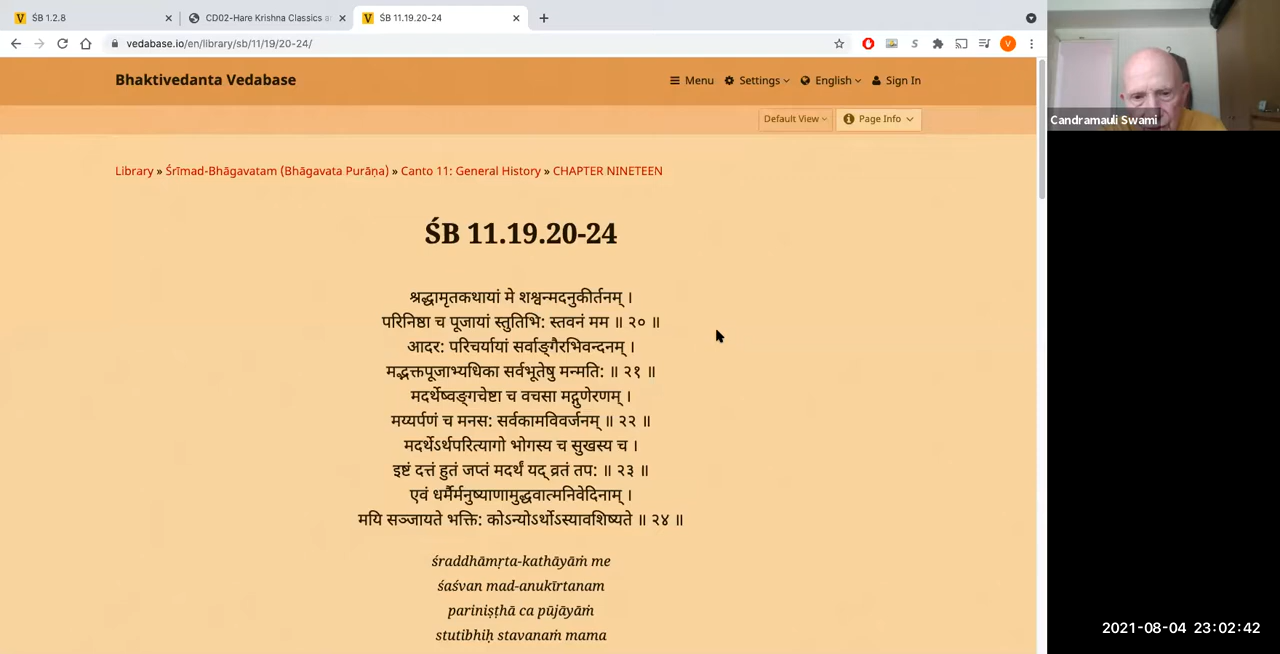 ŚB 1.2.8
CD02-Hare Krishna Classics a
ŚB 11.19.20-24
vedabase.io/en/library/sb/11/19/20-24/
V
Bhaktivedanta Vedabase
Menu
Settings
English
Sign In
Default View
Page Info
Candramauli Swami
Library » Śrīmad-Bhāgavatam (Bhāgavata Purāṇa) » Canto 11: General History » CHAPTER NINETEEN
ŚB 11.19.20-24
श्रद्धामृतकथायां मे शश्वन्मदनुकीर्तनम् ।
परिनिष्ठा च पूजायां स्तुतिभि: स्तवनं मम ॥ २० ॥
आदर: परिचर्यायां सर्वाङ्गैरभिवन्दनम् ।
मद्भक्तपूजाभ्यधिका सर्वभूतेषु मन्मति: ॥ २१ ॥
मदर्थेष्वङ्गचेष्टा च वचसा मद्गुणेरणम् ।
मय्यर्पणं च मनस: सर्वकामविवर्जनम् ॥ २२ ॥
मदर्थेऽर्थपरित्यागो भोगस्य च सुखस्य च ।
इष्टं दत्तं हुतं जप्तं मदर्थं यद् व्रतं तप: ॥ २३ ॥
एवं धर्मैर्मनुष्याणामुद्धवात्मनिवेदिनाम् ।
मयि सञ्जायते भक्ति: कोऽन्योऽर्थोऽस्यावशिष्यते ॥ २४ ॥
śraddhāmṛta-kathāyāṁ me
śaśvan mad-anukīrtanam
pariniṣṭhā ca pūjāyāṁ
stutibhiḥ stavanaṁ mama
2021-08-04 23:02:42